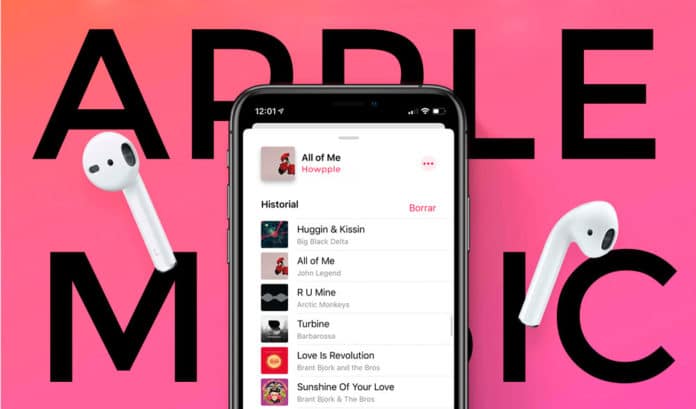 APPLE
12:01
All of Me
Howpple
Historial
Borrar
Huggin & Kissin
Big Black Delta
All of Me
John Legend
R U Mine
Arctic Monkeys
Turbine
Barbarossa
Love Is Revolution
Brant Bjork and the Bros
Sunshine Of Your Love
Brant Bjork & The Bros
M SIC